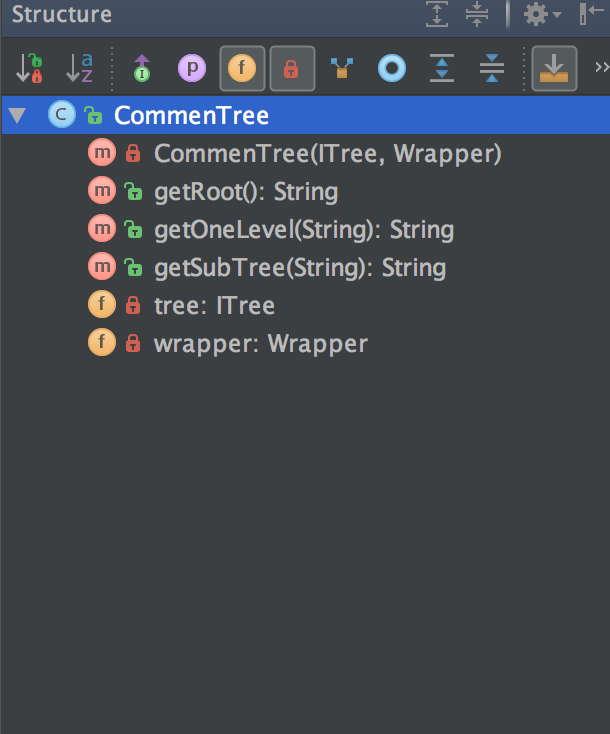 Structure
a
z
I
p
f
»
C CommenTree
m CommenTree(ITree, Wrapper)
m getRoot(): String
m getOneLevel(String): String
m getSubTree(String): String
f tree: ITree
f wrapper: Wrapper